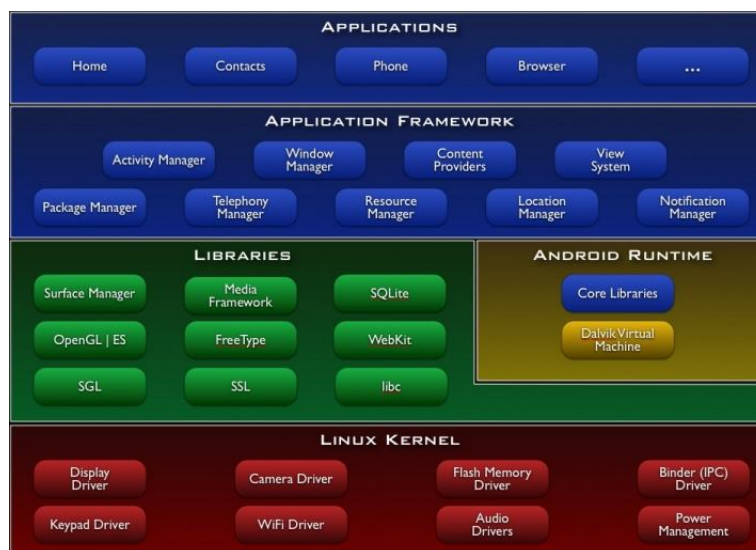 APPLICATIONS
Home Contacts Phone Browser ...
APPLICATION FRAMEWORK
Activity Manager
Window
Manager
Content
Providers
View
System
Package Manager
Telephony
Manager
Resource
Manager
Location
Manager
Notification
Manager
LIBRARIES
Surface Manager
Media
Framework
SQLite
OpenGL | ES
FreeType
WebKit
SGL
SSL
libc
ANDROID RUNTIME
Core Libraries
Dalvik Virtual
Machine
LINUX KERNEL
Display
Driver
Camera Driver
Flash Memory
Driver
Binder (IPC)
Driver
Keypad Driver
WiFi Driver
Audio
Drivers
Power
Management